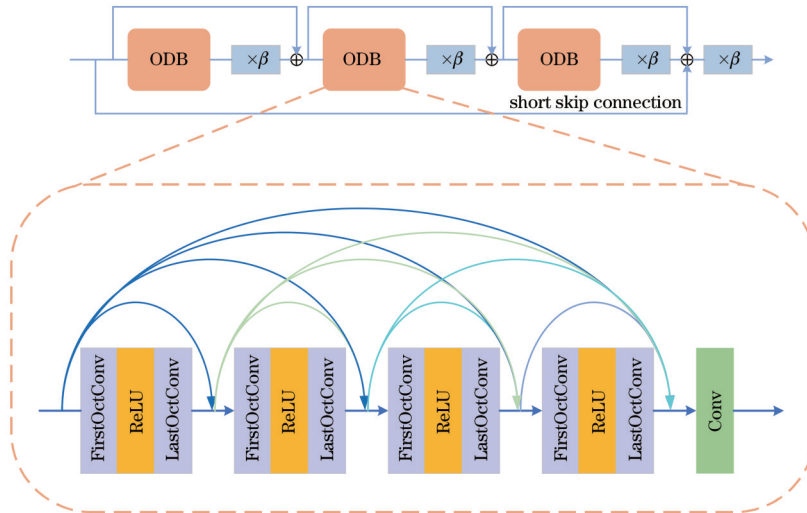 ODB
×β
⊕
ODB
×β
⊕
ODB
×β
⊕
×β
short skip connection
FirstOctConv
ReLU
LastOctConv
FirstOctConv
ReLU
LastOctConv
FirstOctConv
ReLU
LastOctConv
FirstOctConv
ReLU
LastOctConv
Conv